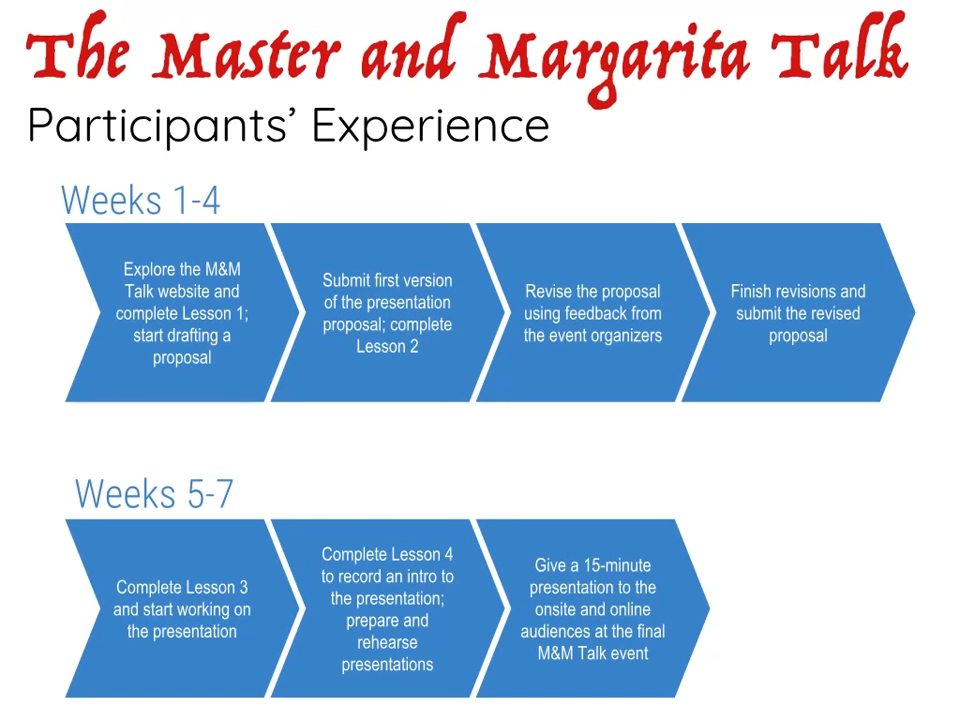 The Master and Margarita Talk
Participants’ Experience
Weeks 1-4
Explore the M&M
Talk website and
complete Lesson 1;
start drafting a
proposal
Submit first version
of the presentation
proposal; complete
Lesson 2
Revise the proposal
using feedback from
the event organizers
Finish revisions and
submit the revised
proposal
Weeks 5-7
Complete Lesson 3
and start working on
the presentation
Complete Lesson 4
to record an intro to
the presentation;
prepare and
rehearse
presentations
Give a 15-minute
presentation to the
onsite and online
audiences at the final
M&M Talk event